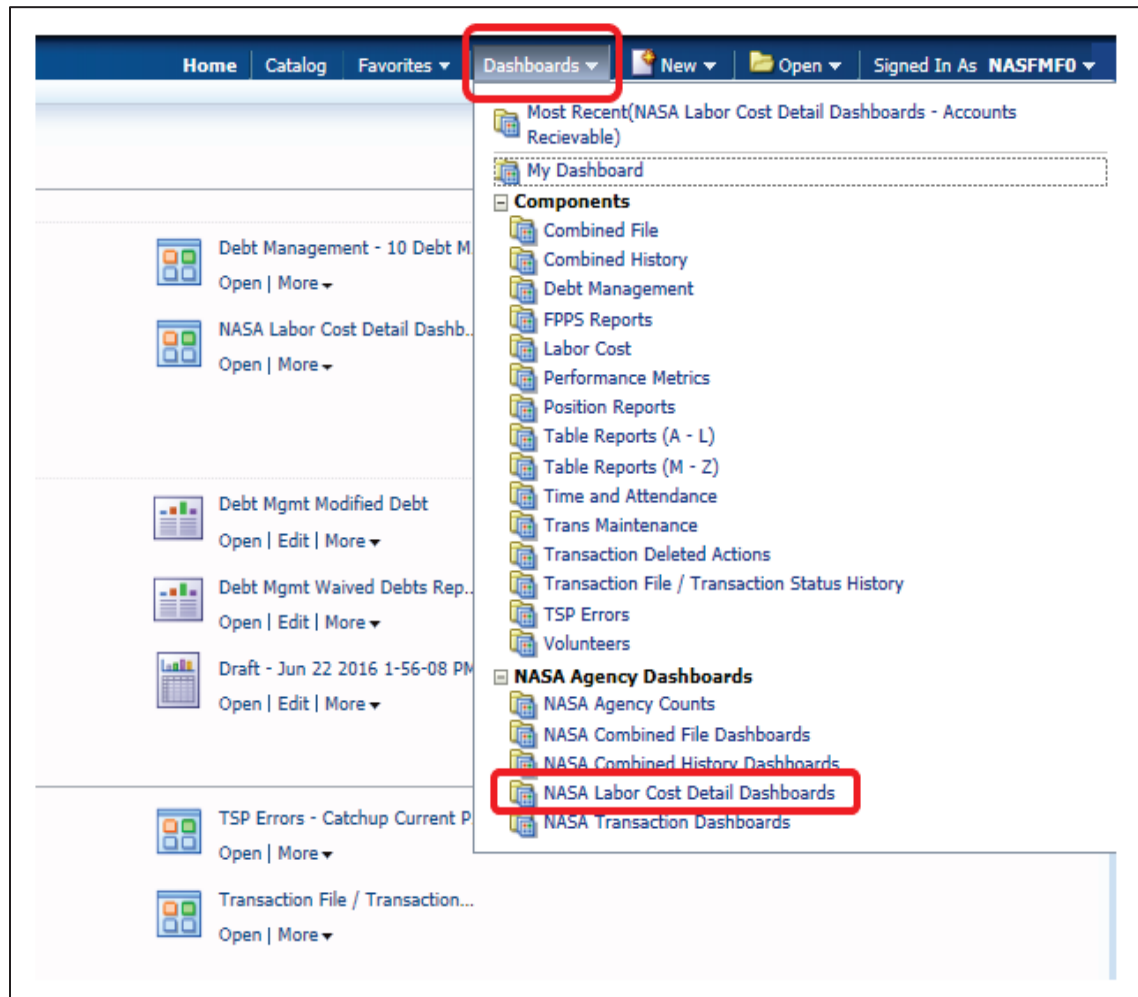 Home Catalog Favorites Dashboards New Open Signed In As NASFMF0
Most Recent(NASA Labor Cost Detail Dashboards - Accounts
Recievable)
My Dashboard
Components
Combined File
Combined History
Debt Management
FPPS Reports
Labor Cost
Performance Metrics
Position Reports
Table Reports (A - L)
Table Reports (M - Z)
Time and Attendance
Trans Maintenance
Transaction Deleted Actions
Transaction File / Transaction Status History
TSP Errors
Volunteers
NASA Agency Dashboards
NASA Agency Counts
NASA Combined File Dashboards
NASA Combined History Dashboards
NASA Labor Cost Detail Dashboards
NASA Transaction Dashboards
Debt Management - 10 Debt M
Open | More
NASA Labor Cost Detail Dashb...
Open | More
Debt Mgmt Modified Debt
Open | Edit | More
Debt Mgmt Waived Debts Rep...
Open | Edit | More
Draft - Jun 22 2016 1-56-08 PM
Open | Edit | More
TSP Errors - Catchup Current P
Open | More
Transaction File / Transaction...
Open | More